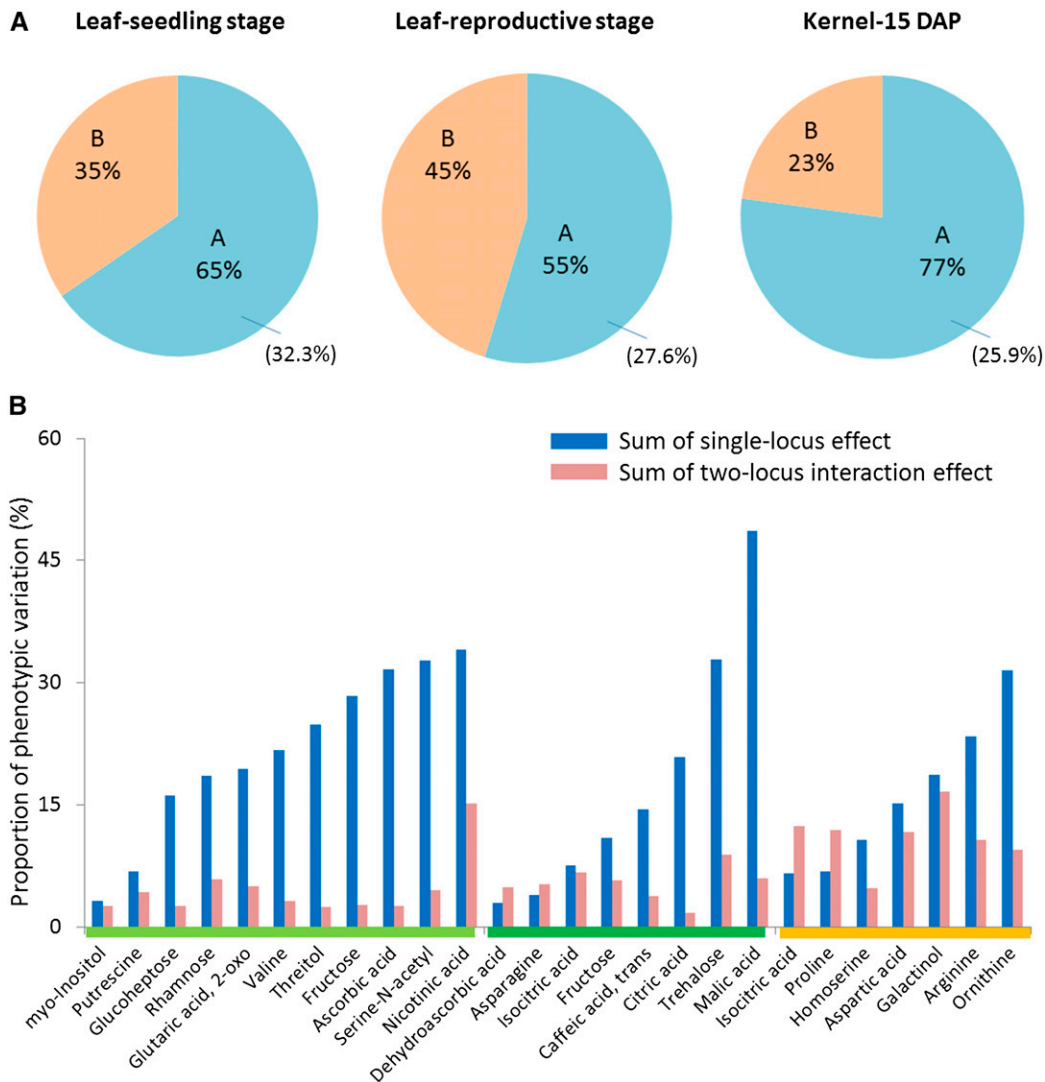 A
Leaf-seedling stage
Leaf-reproductive stage
Kernel-15 DAP
B
35%
A
65%
(32.3%)
B
45%
A
55%
(27.6%)
B
23%
A
77%
(25.9%)
B
Proportion of phenotypic variation (%)
60
45
30
15
0
Sum of single-locus effect
Sum of two-locus interaction effect
myo-Inositol
Putrescine
Glucoheptose
Rhamnose
Glutaric acid, 2-oxo
Valine
Threitol
Fructose
Ascorbic acid
Serine-N-acetyl
Nicotinic acid
Dehydroascorbic acid
Asparagine
Isocitric acid
Fructose
Caffeic acid, trans
Citric acid
Trehalose
Malic acid
Isocitric acid
Proline
Homoserine
Aspartic acid
Galactinol
Arginine
Ornithine